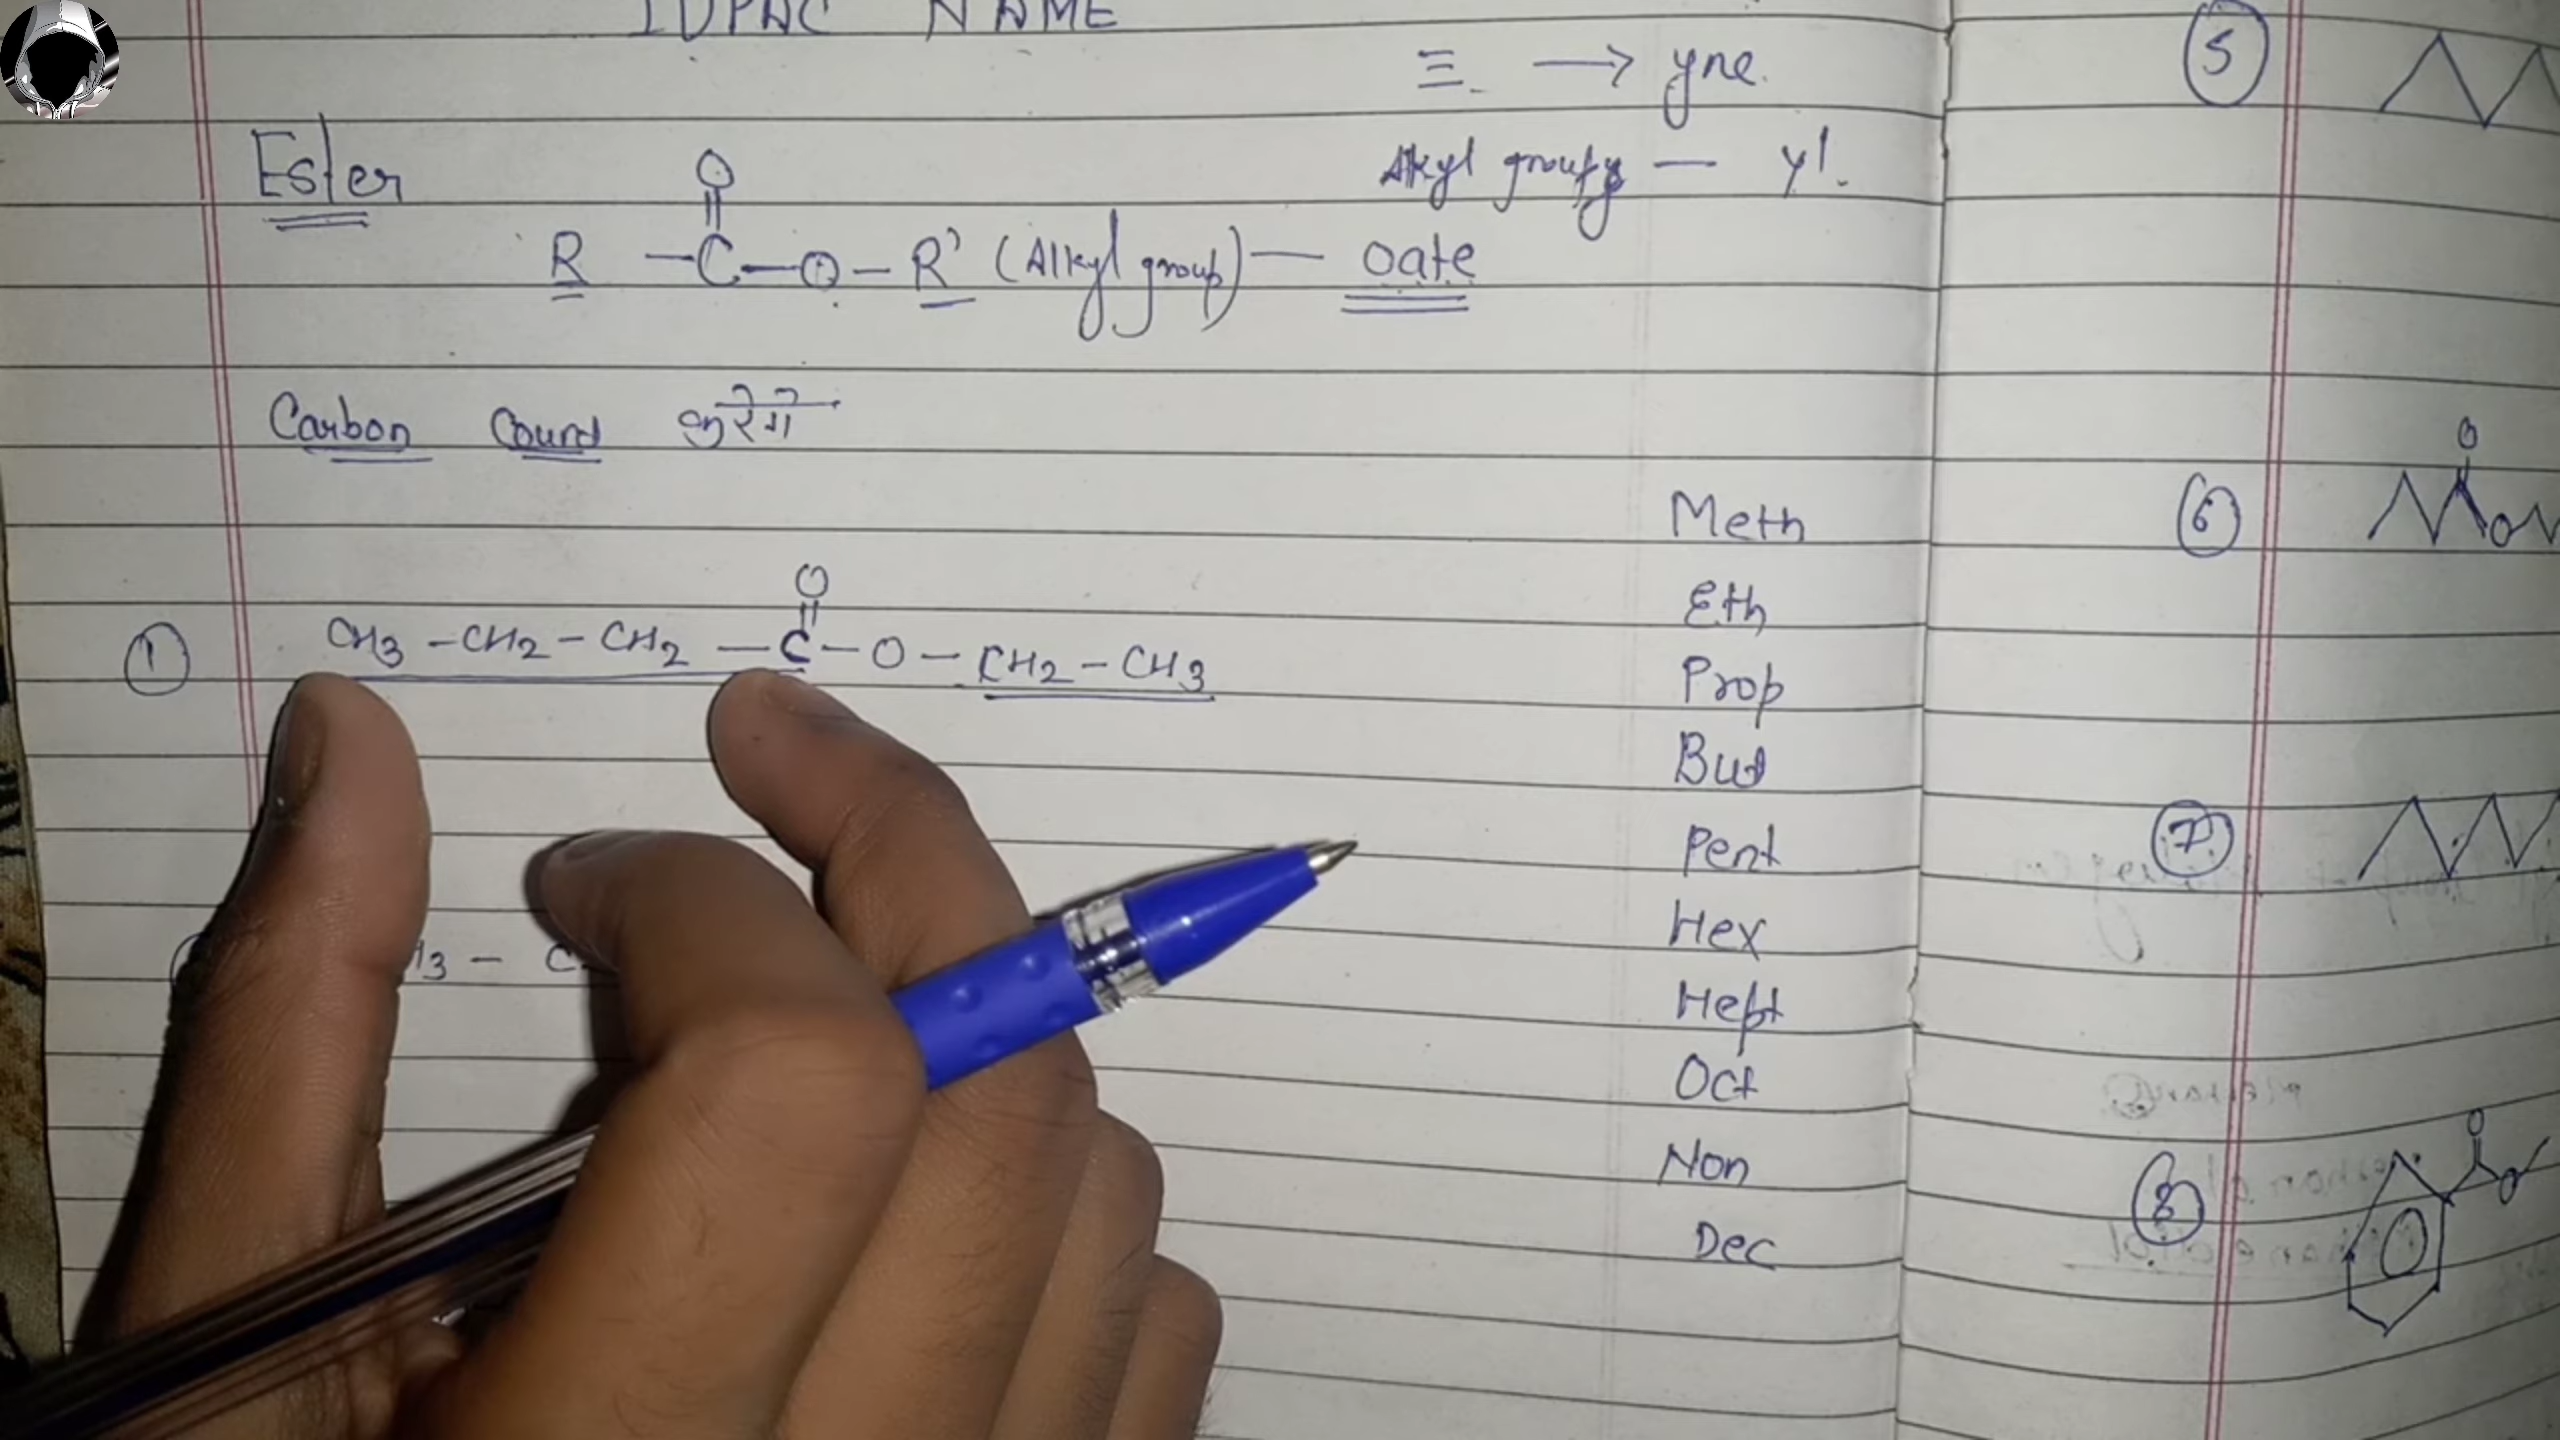 IUPAC NAME
≡ → yne.
Alkyl groups — yl.
Ester
O
||
R —C—O—R' (Alkyl group) — oate
Carbon Count करेंगे
① CH3 —CH2 — CH2 —C—O—CH2—CH3
O
||
H3 — C
Meth
Eth
Prop
But
Pent
Hex
Hept
Oct
Non
Dec
⑤
⑥
O
O
⑦
⑧
O
O